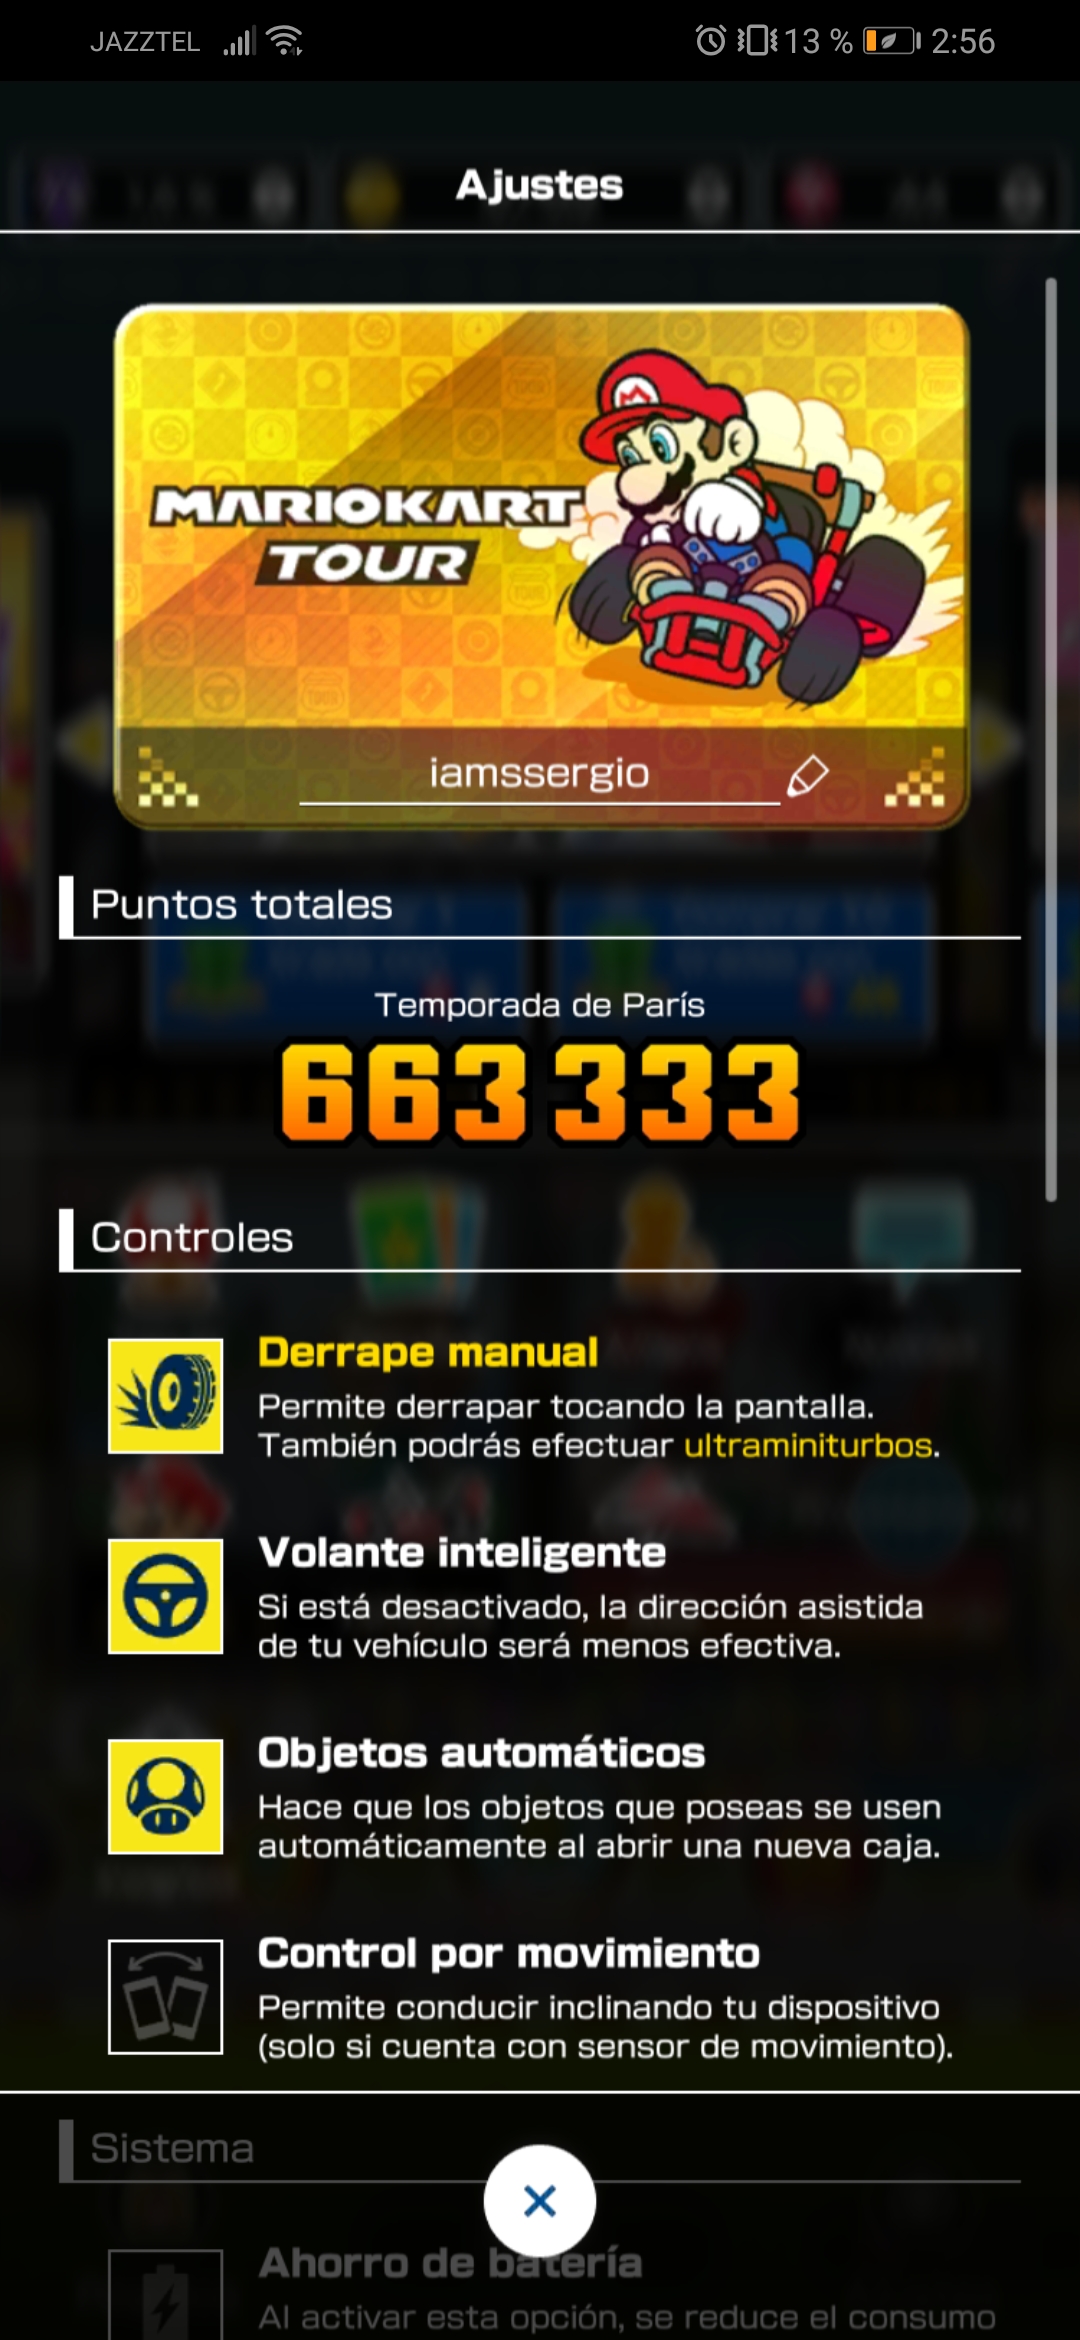 JAZZTEL 13 % 2:56
Ajustes
MARIOKART
TOUR
iamssergio
Puntos totales
Temporada de París
663 333
Controles
Derrape manual
Permite derrapar tocando la pantalla.
También podrás efectuar ultraminiturbos.
Volante inteligente
Si está desactivado, la dirección asistida
de tu vehículo será menos efectiva.
Objetos automáticos
Hace que los objetos que poseas se usen
automáticamente al abrir una nueva caja.
Control por movimiento
Permite conducir inclinando tu dispositivo
(solo si cuenta con sensor de movimiento).
Sistema
Ahorro de batería
Al activar esta opción, se reduce el consumo